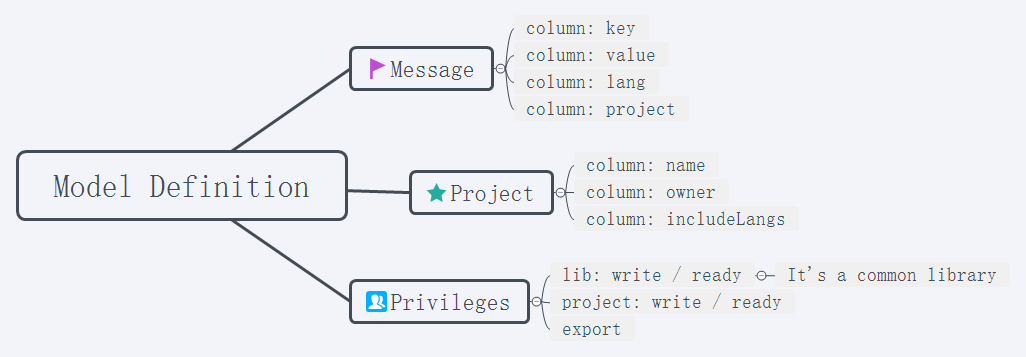 Model Definition
Message
column: key
column: value
column: lang
column: project
Project
column: name
column: owner
column: includeLangs
Privileges
lib: write / ready
It's a common library
project: write / ready
export